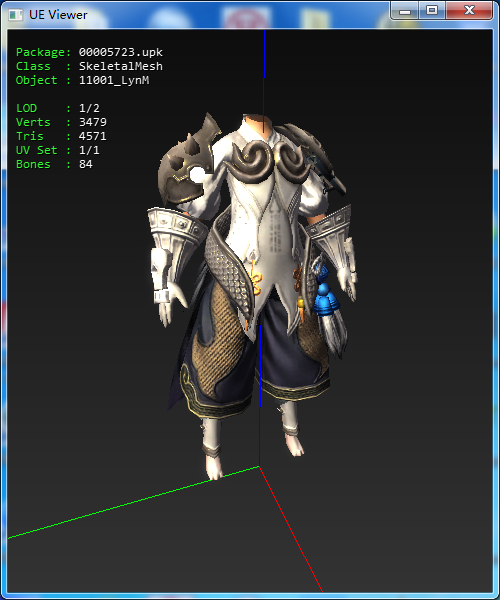 UE Viewer
Package: 00005723.upk
Class : SkeletalMesh
Object : 11001_LynM
LOD : 1/2
Verts : 3479
Tris : 4571
UV Set : 1/1
Bones : 84